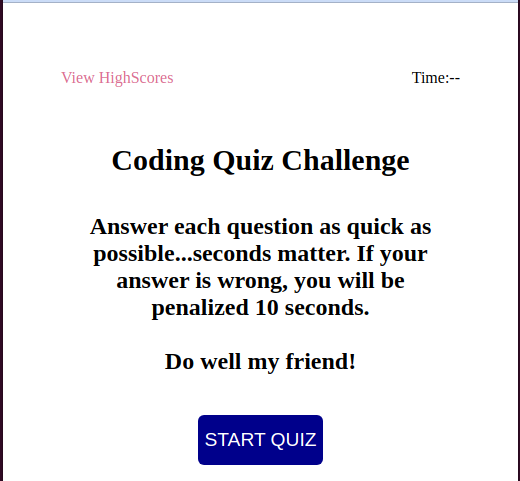 View HighScores
Time:--
Coding Quiz Challenge
Answer each question as quick as
possible...seconds matter. If your
answer is wrong, you will be
penalized 10 seconds.
Do well my friend!
START QUIZ